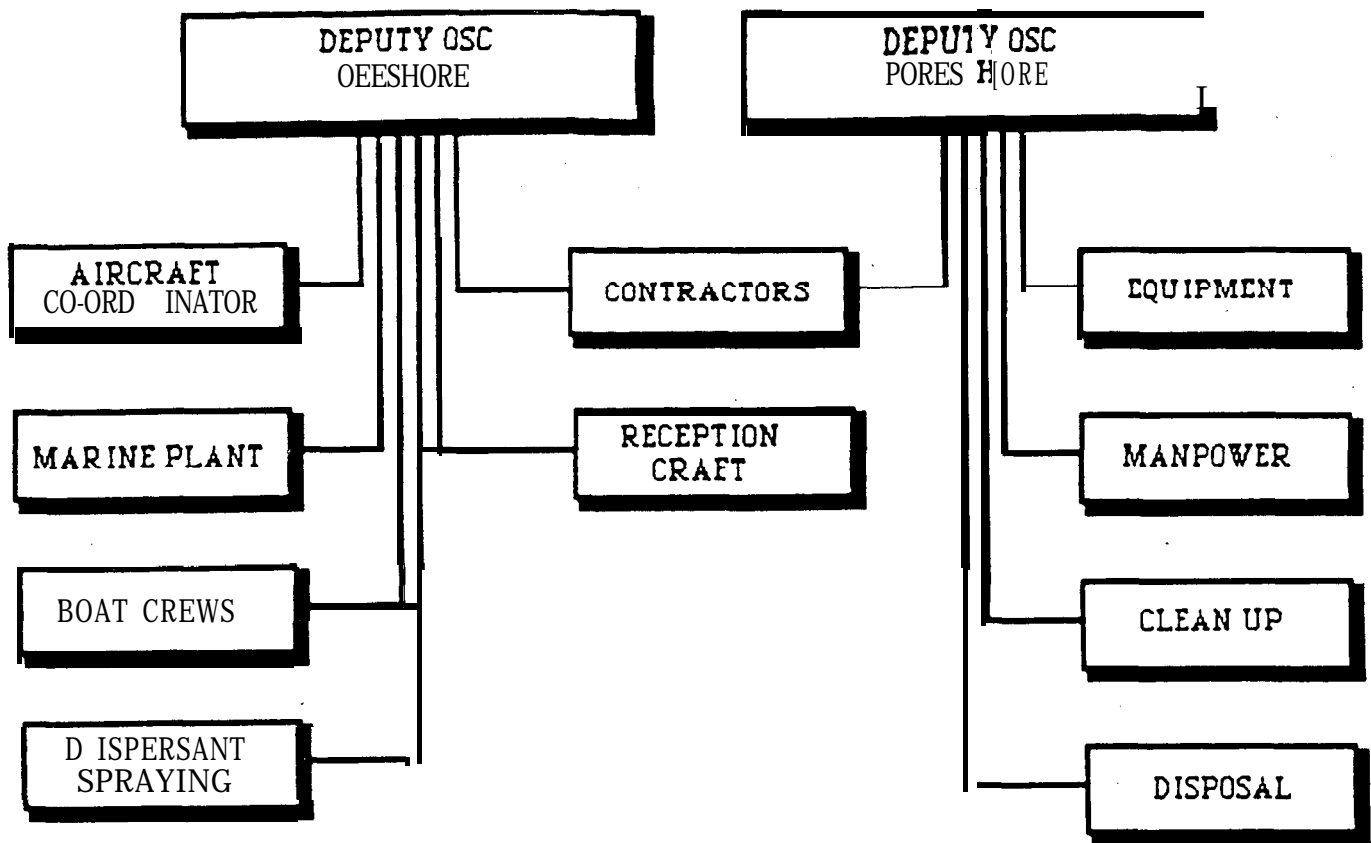 DEPUTY OSC
OEESHORE
DEPUTY OSC
PORES H[ORE
AIRCRAFT
CO-ORD INATOR
CONTRACTORS
EQUIPMENT
MARINE PLANT
RECEPTION
CRAFT
MANPOWER
BOAT CREWS
CLEAN UP
D ISPERSANT
SPRAYING
DISPOSAL